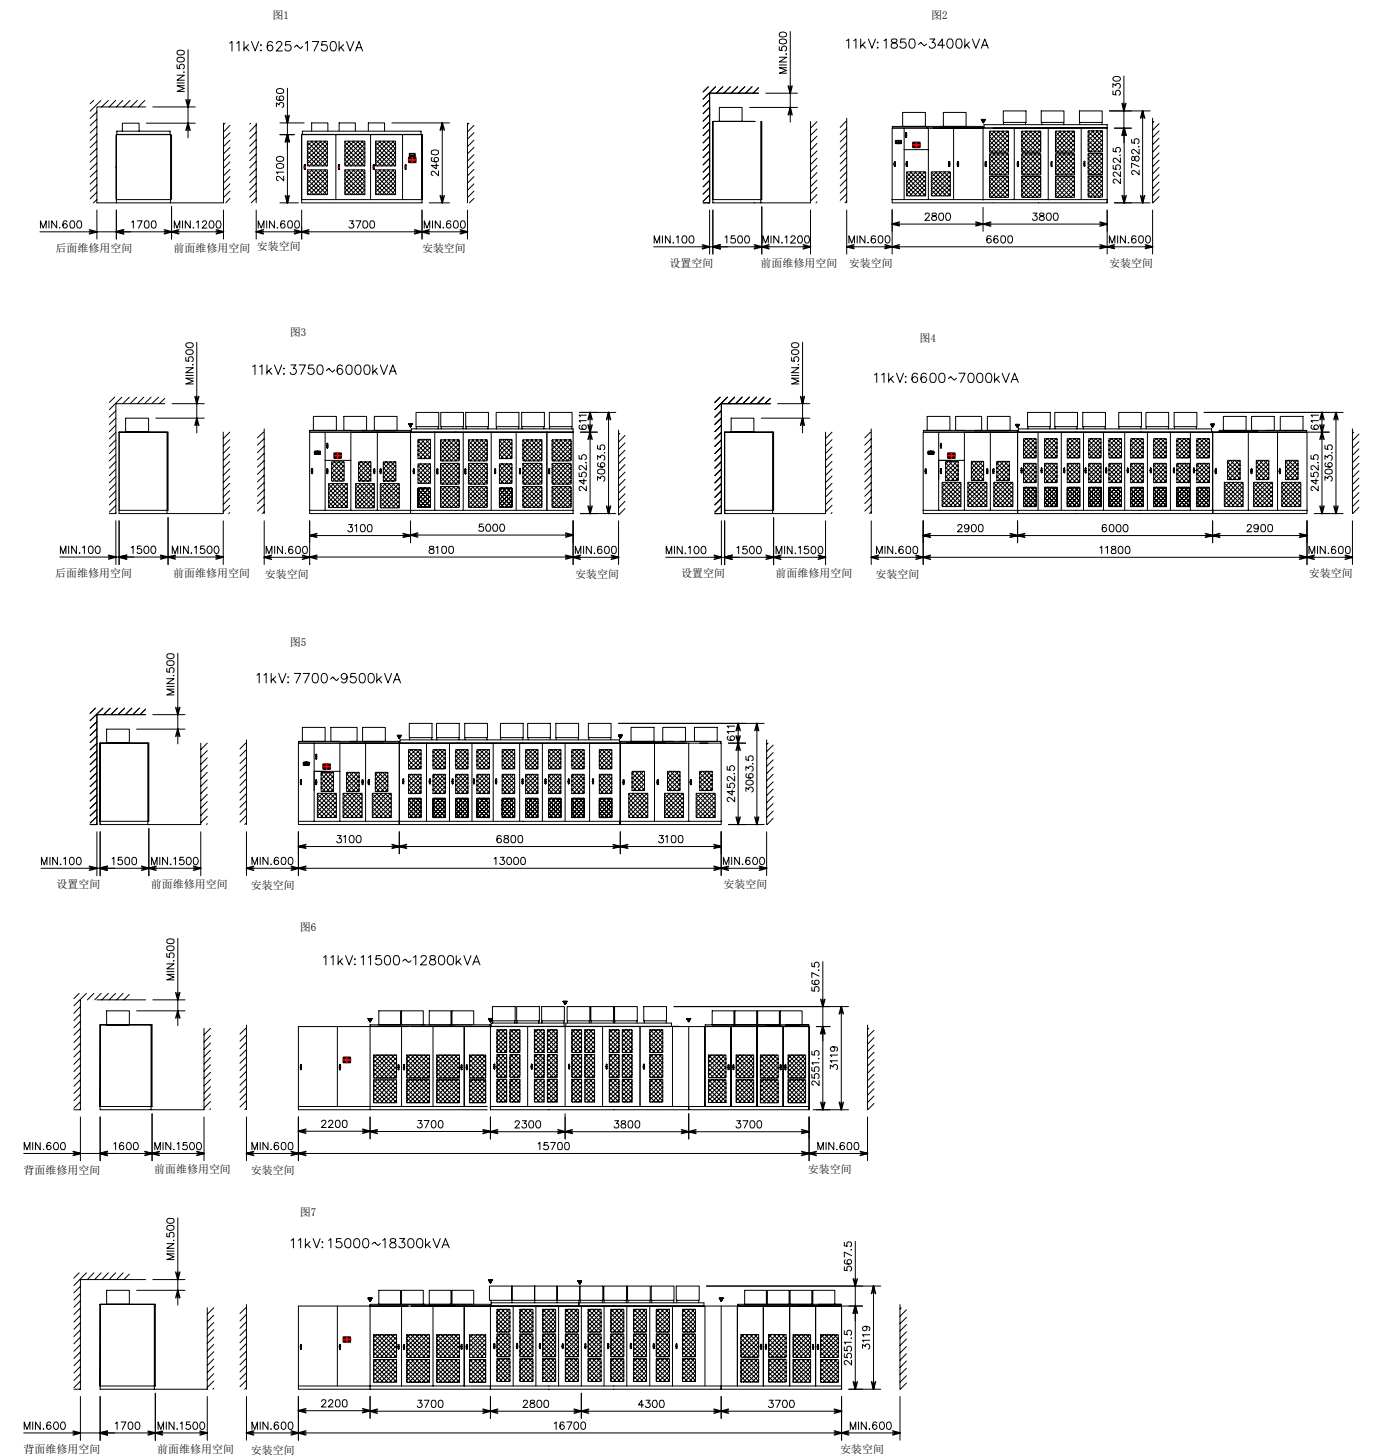 图1
11kV: 625~1750kVA
MIN.500
360
2100
2460
MIN.600
1700
MIN.1200
MIN.600
3700
MIN.600
后面维修用空间
前面维修用空间
安装空间
安装空间
图2
11kV: 1850~3400kVA
MIN.500
530
2252.5
2782.5
2800
3800
MIN.100
1500
MIN.1200
MIN.600
6600
MIN.600
设置空间
前面维修用空间
安装空间
安装空间
图3
11kV: 3750~6000kVA
MIN.500
611
2452.5
3063.5
3100
5000
MIN.100
1500
MIN.1500
MIN.600
8100
MIN.600
后面维修用空间
前面维修用空间
安装空间
安装空间
图4
11kV: 6600~7000kVA
MIN.500
611
2452.5
3063.5
2900
6000
2900
MIN.100
1500
MIN.1500
MIN.600
11800
MIN.600
设置空间
前面维修用空间
安装空间
安装空间
图5
11kV: 7700~9500kVA
MIN.500
611
2452.5
3063.5
3100
6800
3100
MIN.100
1500
MIN.1500
MIN.600
13000
MIN.600
设置空间
前面维修用空间
安装空间
安装空间
图6
11kV: 11500~12800kVA
MIN.500
567.5
2551.5
3119
2200
3700
2300
3800
3700
MIN.600
1600
MIN.1500
MIN.600
15700
MIN.600
背面维修用空间
前面维修用空间
安装空间
安装空间
图7
11kV: 15000~18300kVA
MIN.500
567.5
2551.5
3119
2200
3700
2800
4300
3700
MIN.600
1700
MIN.1500
MIN.600
16700
MIN.600
背面维修用空间
前面维修用空间
安装空间
安装空间